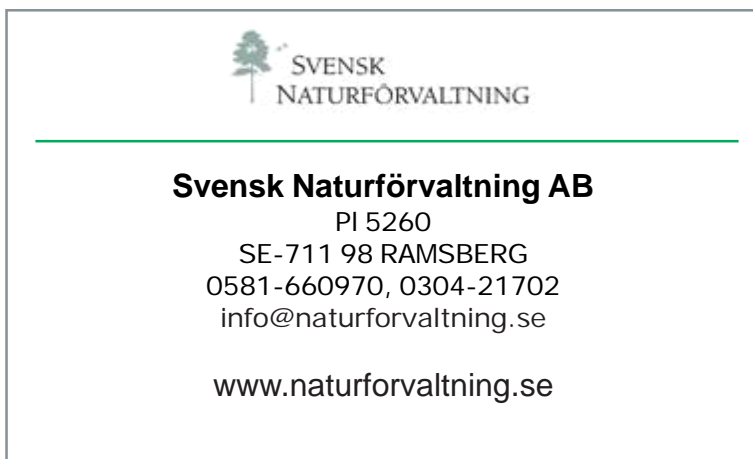 SVENSK
NATURFÖRVALTNING
Svensk Naturförvaltning AB
PI 5260
SE-711 98 RAMSBERG
0581-660970, 0304-21702
info@naturforvaltning.se
www.naturforvaltning.se